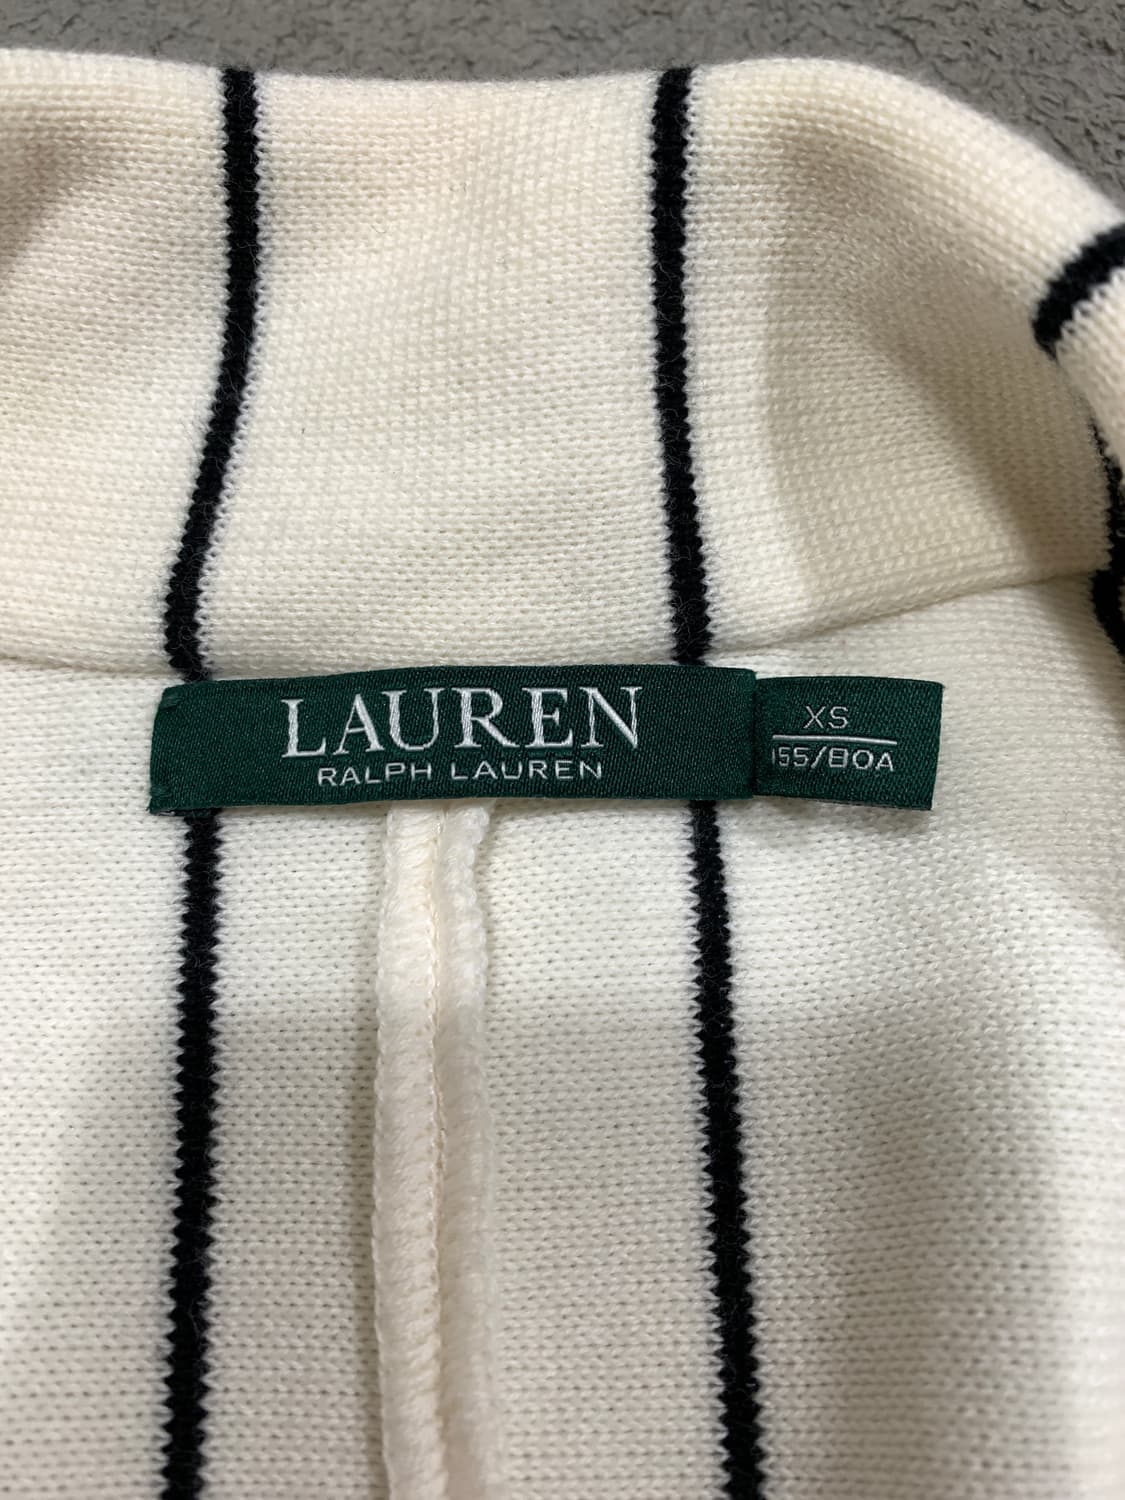 LAUREN
RALPH LAUREN
XS
155/80A